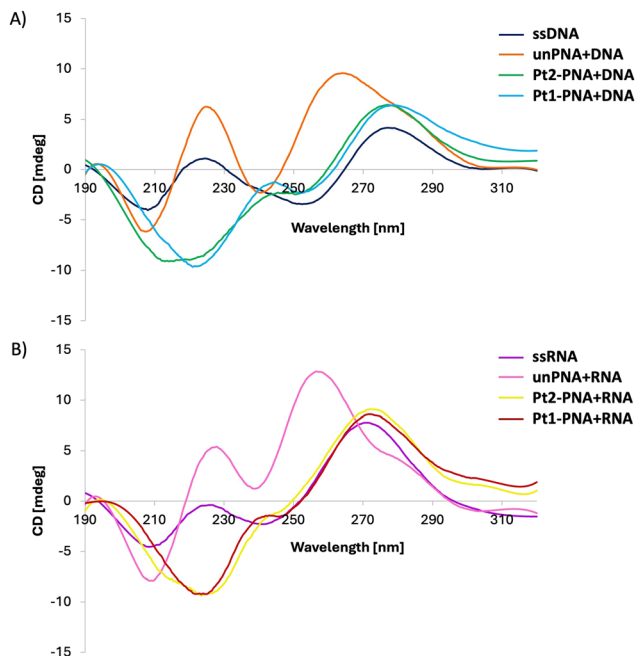 A)
15
ssDNA
unPNA+DNA
Pt2-PNA+DNA
Pt1-PNA+DNA
10
5
0
-5
-10
-15
CD [mdeg]
190 210 230 250 270 290 310
Wavelength [nm]
B)
15
ssRNA
unPNA+RNA
Pt2-PNA+RNA
Pt1-PNA+RNA
10
5
0
-5
-10
-15
CD [mdeg]
190 210 230 250 270 290 310
Wavelength [nm]